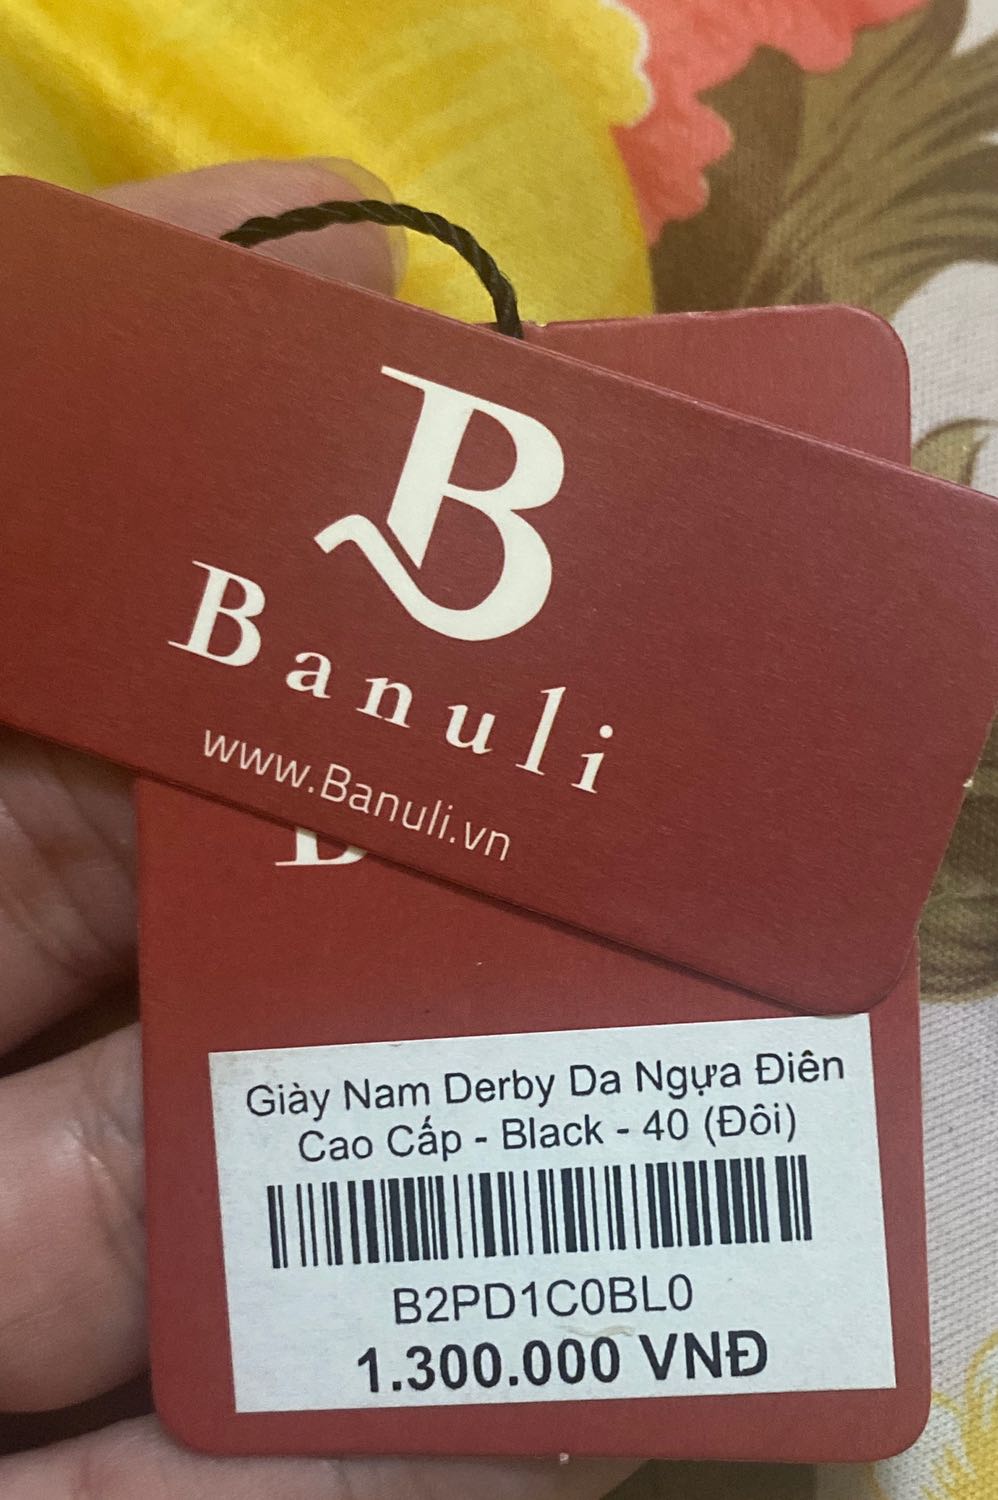 B
Banuli
www.Banuli.vn
B
Giày Nam Derby Da Ngựa Điên
Cao Cấp - Black - 40 (Đôi)
B2PD1C0BL0
1.300.000 VNĐ